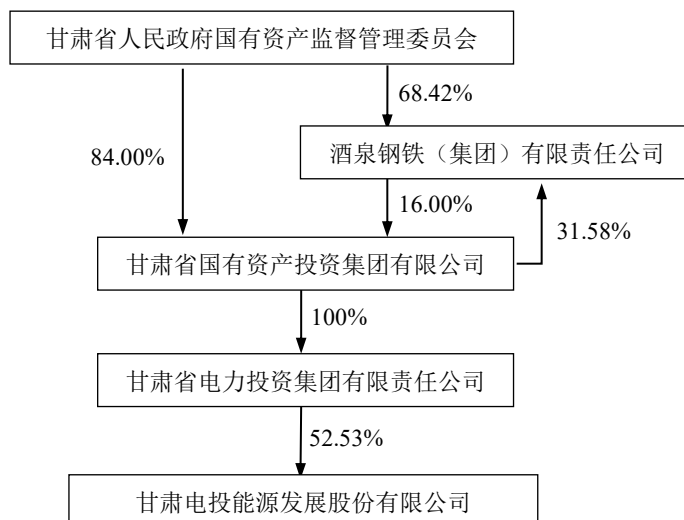 甘肃省人民政府国有资产监督管理委员会
68.42%
84.00%
酒泉钢铁（集团）有限责任公司
16.00%
31.58%
甘肃省国有资产投资集团有限公司
100%
甘肃省电力投资集团有限责任公司
52.53%
甘肃电投能源发展股份有限公司